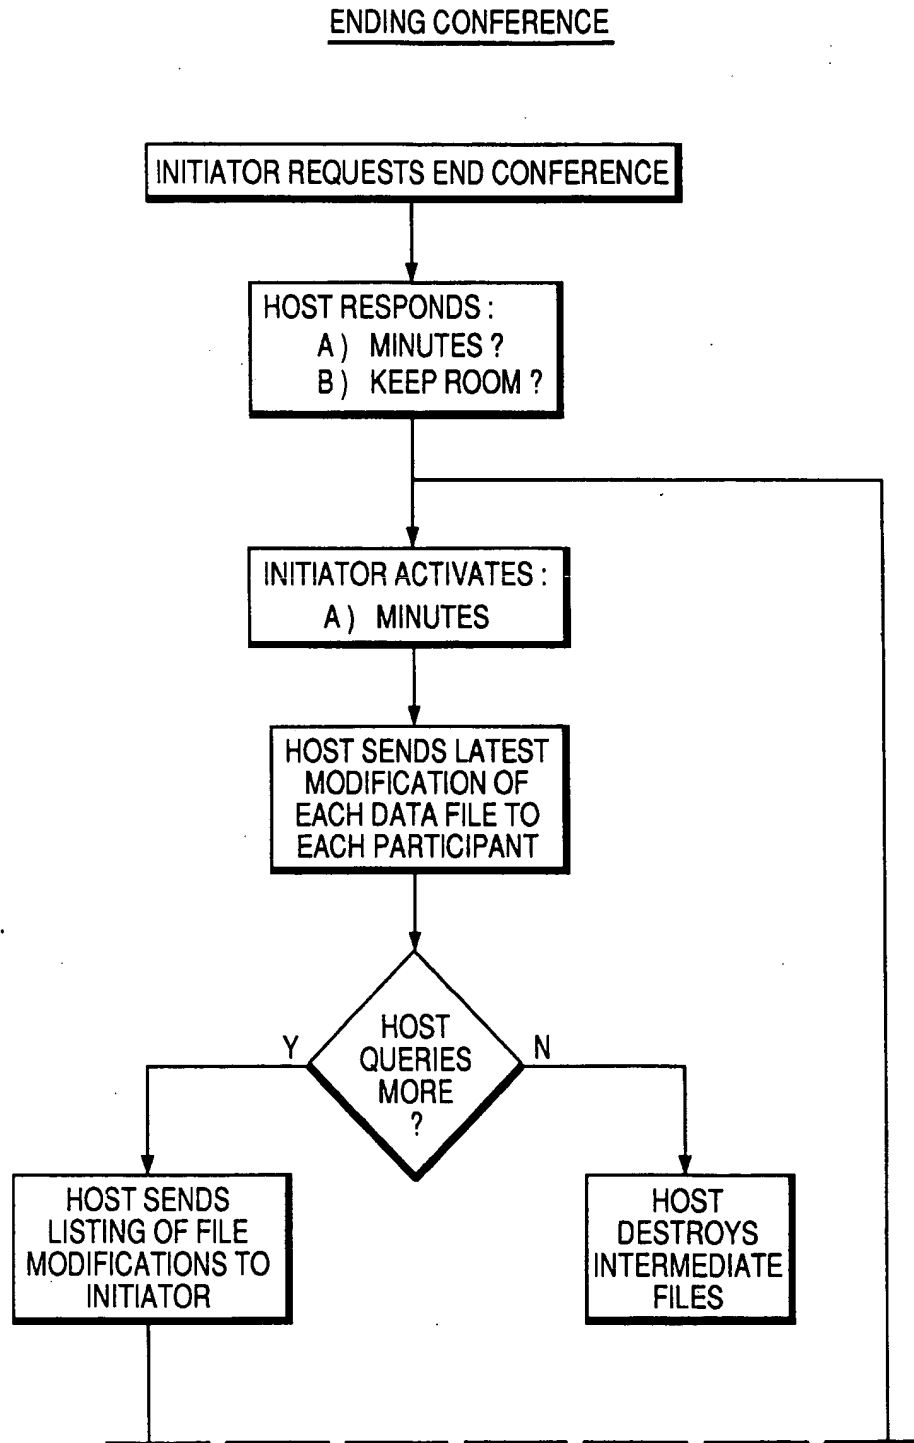 ENDING CONFERENCE
INITIATOR REQUESTS END CONFERENCE
HOST RESPONDS :
A ) MINUTES ?
B ) KEEP ROOM ?
INITIATOR ACTIVATES :
A ) MINUTES
HOST SENDS LATEST
MODIFICATION OF
EACH DATA FILE TO
EACH PARTICIPANT
HOST
QUERIES
MORE
?
Y
N
HOST SENDS
LISTING OF FILE
MODIFICATIONS TO
INITIATOR
HOST
DESTROYS
INTERMEDIATE
FILES